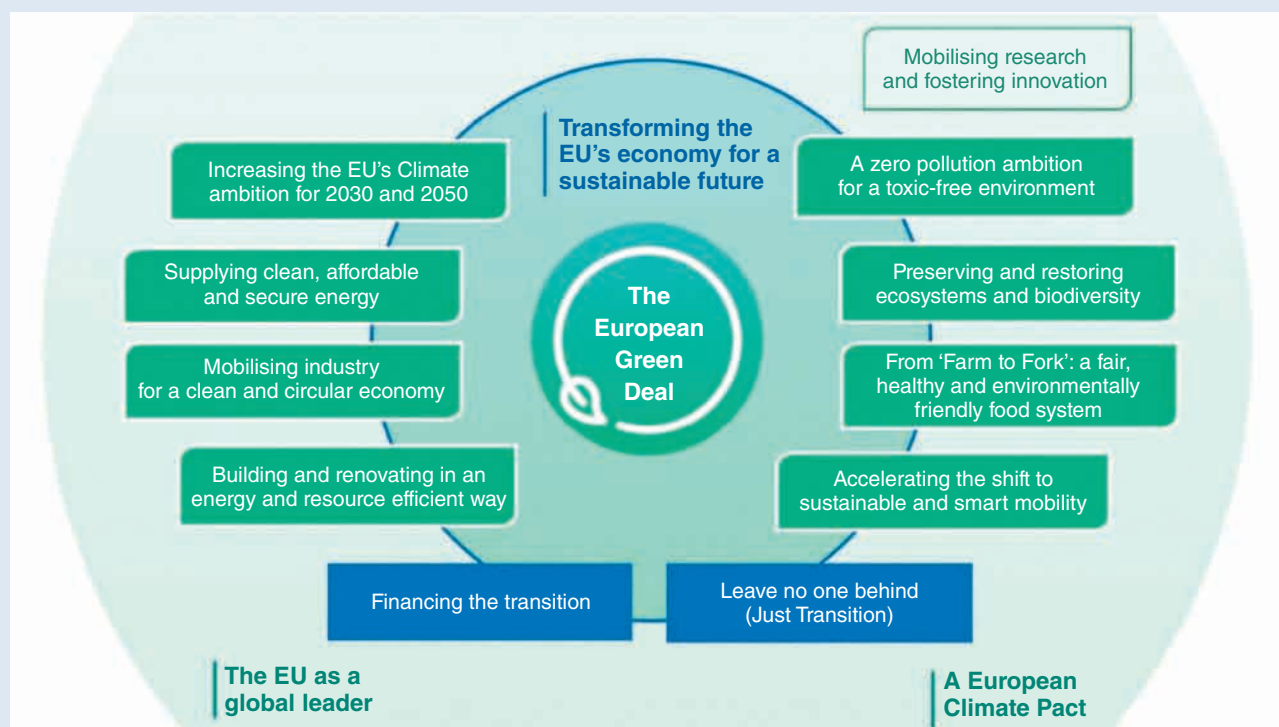 Mobilising research
and fostering innovation
Transforming the
EU’s economy for a
sustainable future
Increasing the EU’s Climate
ambition for 2030 and 2050
A zero pollution ambition
for a toxic-free environment
Supplying clean, affordable
and secure energy
Preserving and restoring
ecosystems and biodiversity
The
European
Green
Deal
Mobilising industry
for a clean and circular economy
From ‘Farm to Fork’: a fair,
healthy and environmentally
friendly food system
Building and renovating in an
energy and resource efficient way
Accelerating the shift to
sustainable and smart mobility
Financing the transition
Leave no one behind
(Just Transition)
The EU as a
global leader
A European
Climate Pact